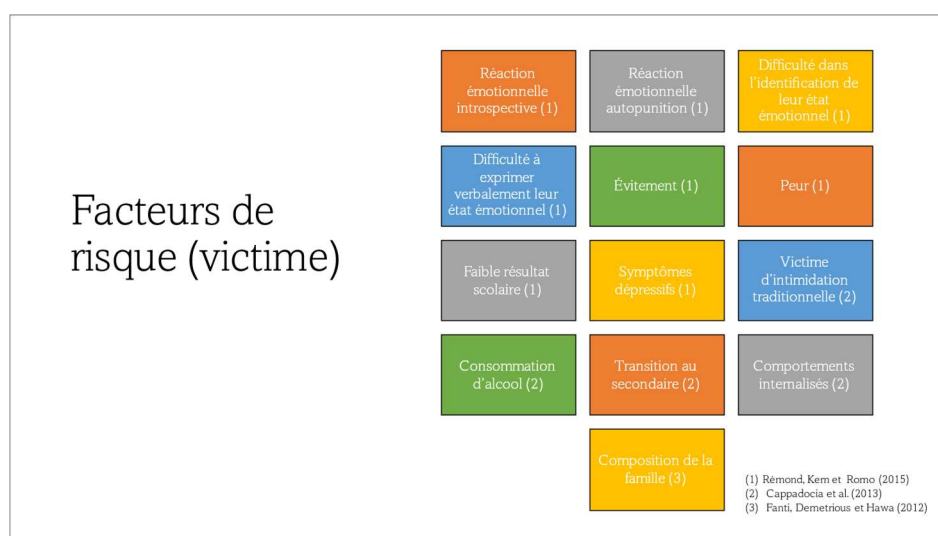 Facteurs de
risque (victime)
Réaction
émotionnelle
introspective (1)
Réaction
émotionnelle
autopunition (1)
Difficulté dans
l'identification de
leur état
émotionnel (1)
Difficulté à
exprimer
verbalement leur
état émotionnel (1)
Évitement (1)
Peur (1)
Faible résultat
scolaire (1)
Symptômes
dépressifs (1)
Victime
d'intimidation
traditionnelle (2)
Consommation
d'alcool (2)
Transition au
secondaire (2)
Comportements
internalisés (2)
Composition de la
famille (3)
(1) Rémond, Kern et Romo (2015)
(2) Cappadocia et al. (2013)
(3) Fanti, Demetrious et Hawa (2012)